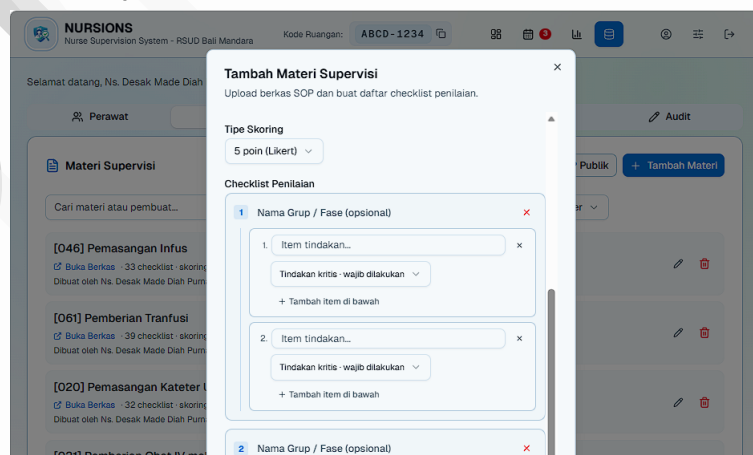 NURSIONS
Nurse Supervision System - RSUD Bali Mandara
Kode Ruangan: ABCD-1234
3
Selamat datang, Ns. Desak Made Diah
Perawat
Audit
Materi Supervisi
Publik
+ Tambah Materi
Cari materi atau pembuat...
[046] Pemasangan Infus
Buka Berkas · 33 checklist · skoring
Dibuat oleh Ns. Desak Made Diah Purn
[061] Pemberian Tranfusi
Buka Berkas · 39 checklist · skoring
Dibuat oleh Ns. Desak Made Diah Purn
[020] Pemasangan Kateter
Buka Berkas · 32 checklist · skoring
Dibuat oleh Ns. Desak Made Diah Purn
Tambah Materi Supervisi
Upload berkas SOP dan buat daftar checklist penilaian.
Tipe Skoring
5 poin (Likert)
Checklist Penilaian
1 Nama Grup / Fase (opsional)
1. Item tindakan...
Tindakan kritis · wajib dilakukan
+ Tambah item di bawah
2. Item tindakan...
Tindakan kritis · wajib dilakukan
+ Tambah item di bawah
2 Nama Grup / Fase (opsional)